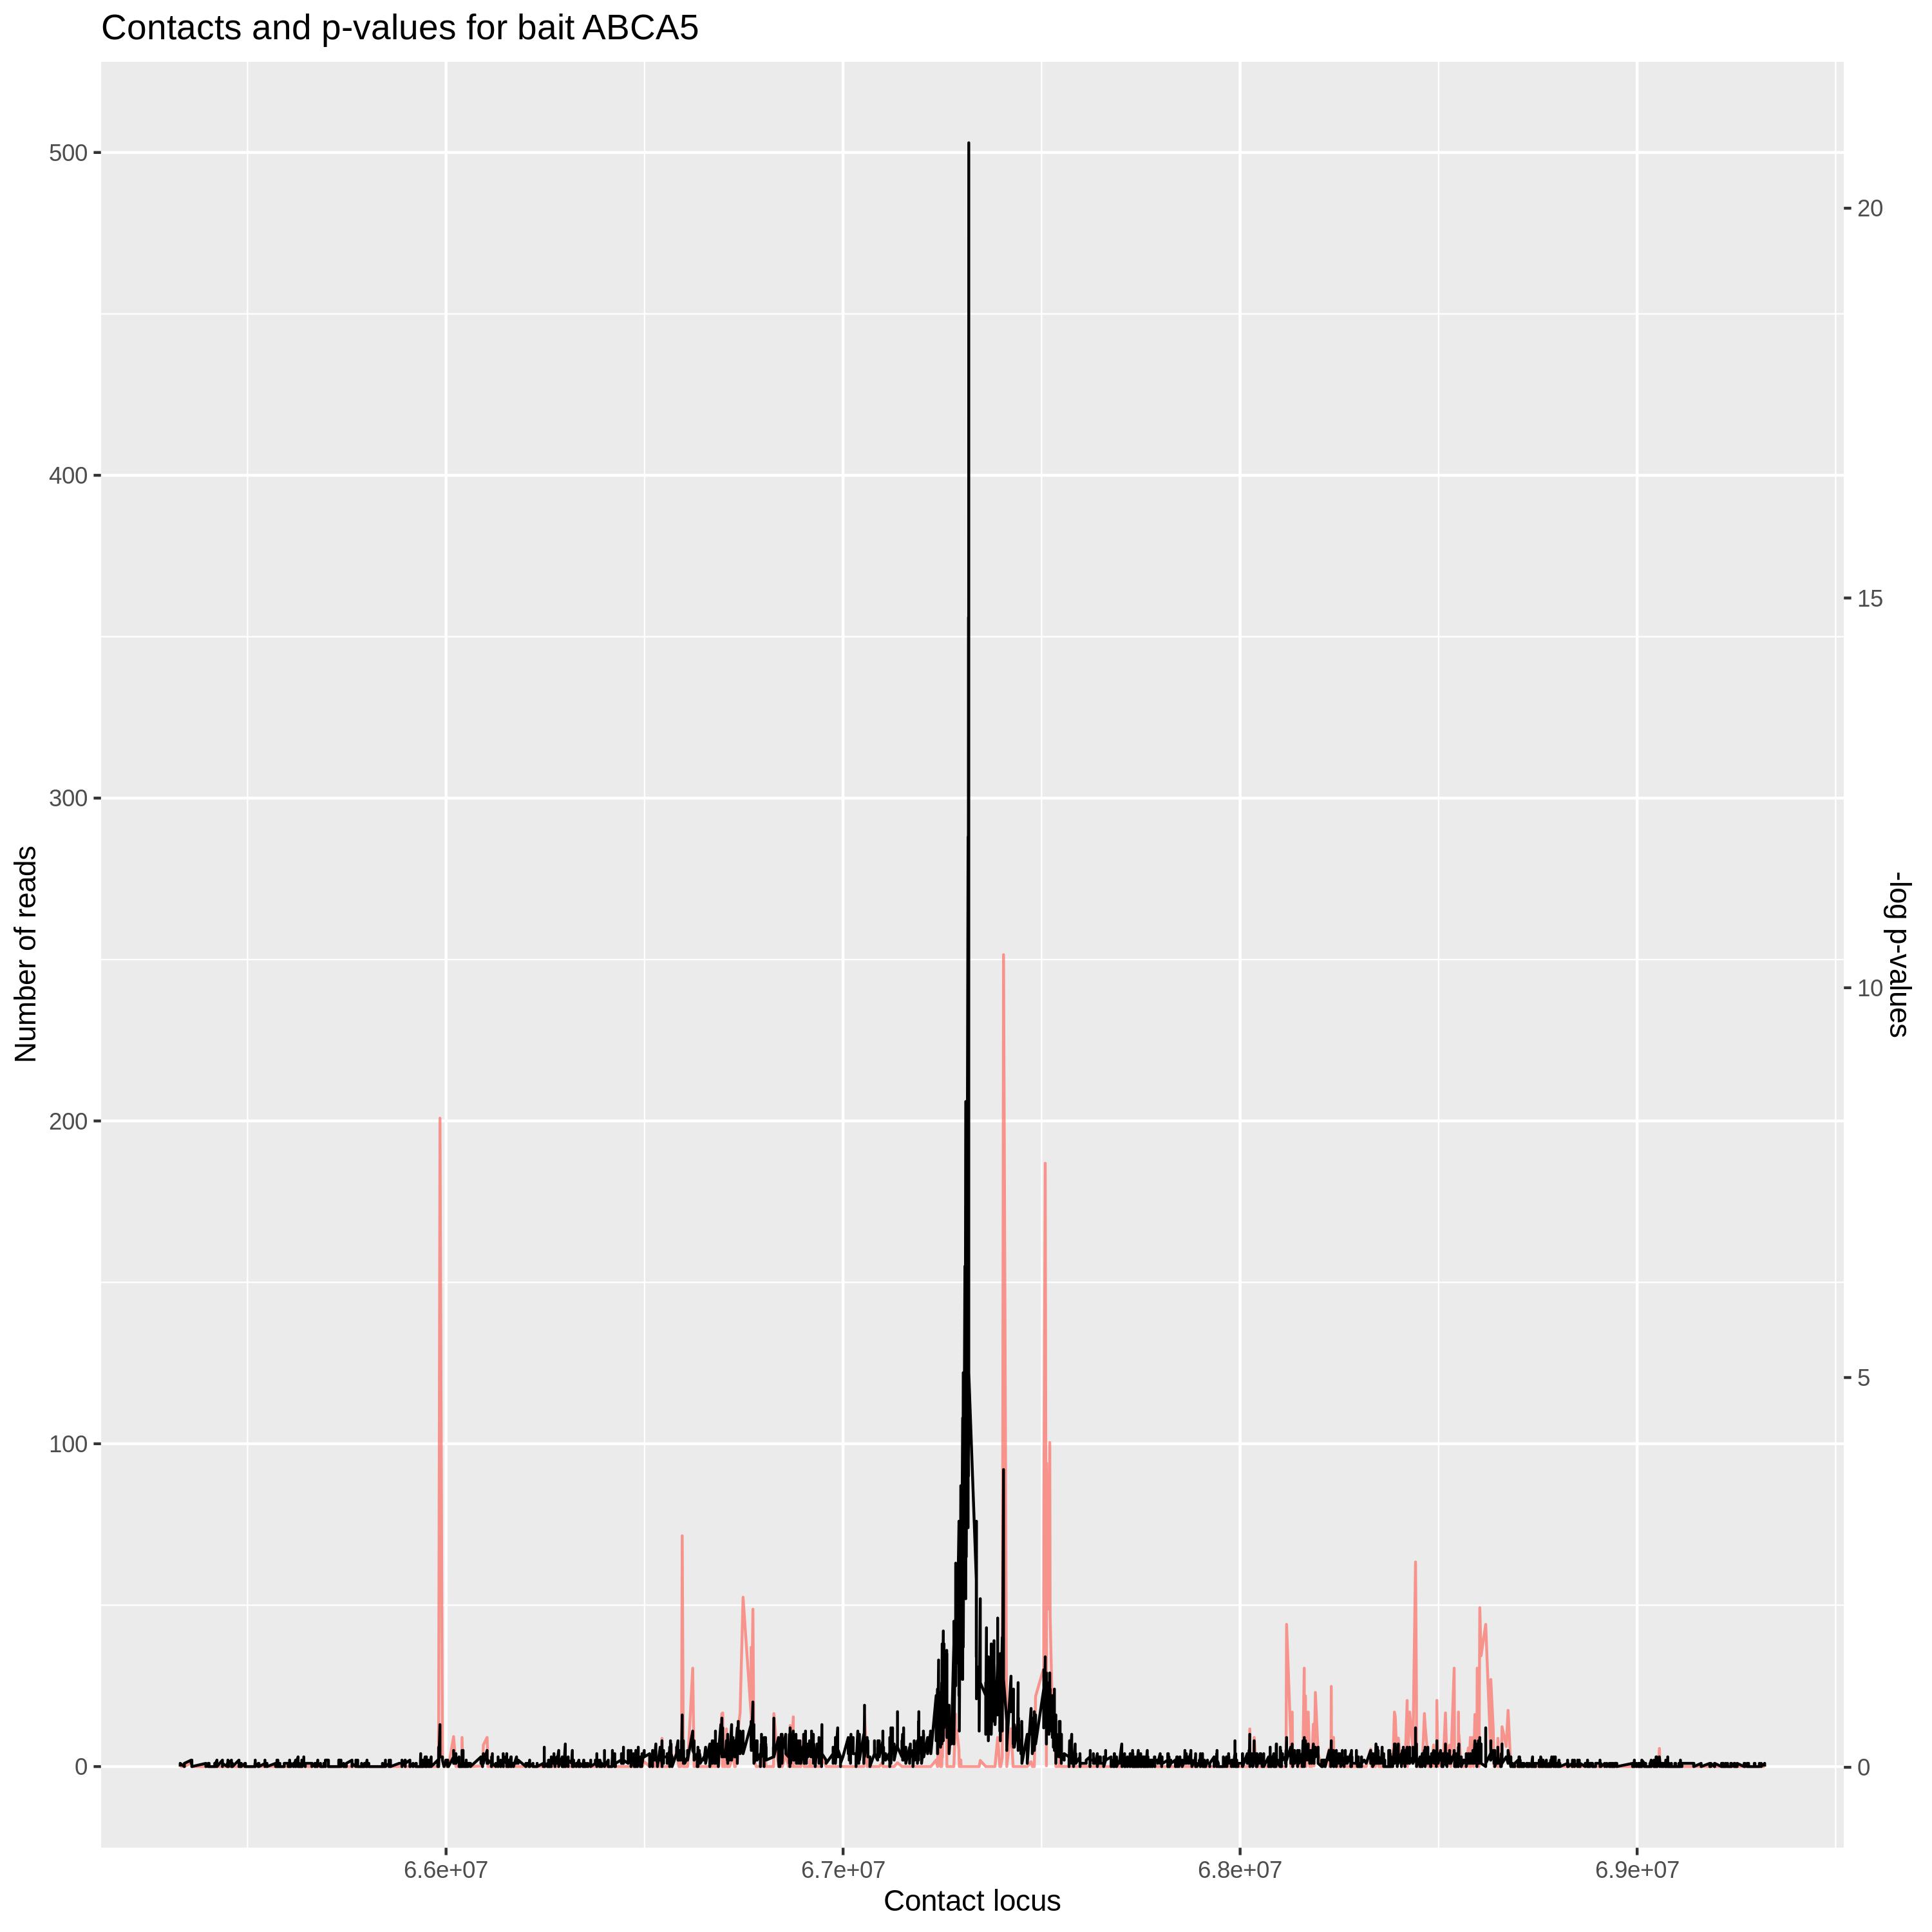 Contacts and p-values for bait ABCA5
Number of reads
500
400
300
200
100
0
20
15
10
5
0
-log p-values
6.6e+07 6.7e+07 6.8e+07 6.9e+07
Contact locus